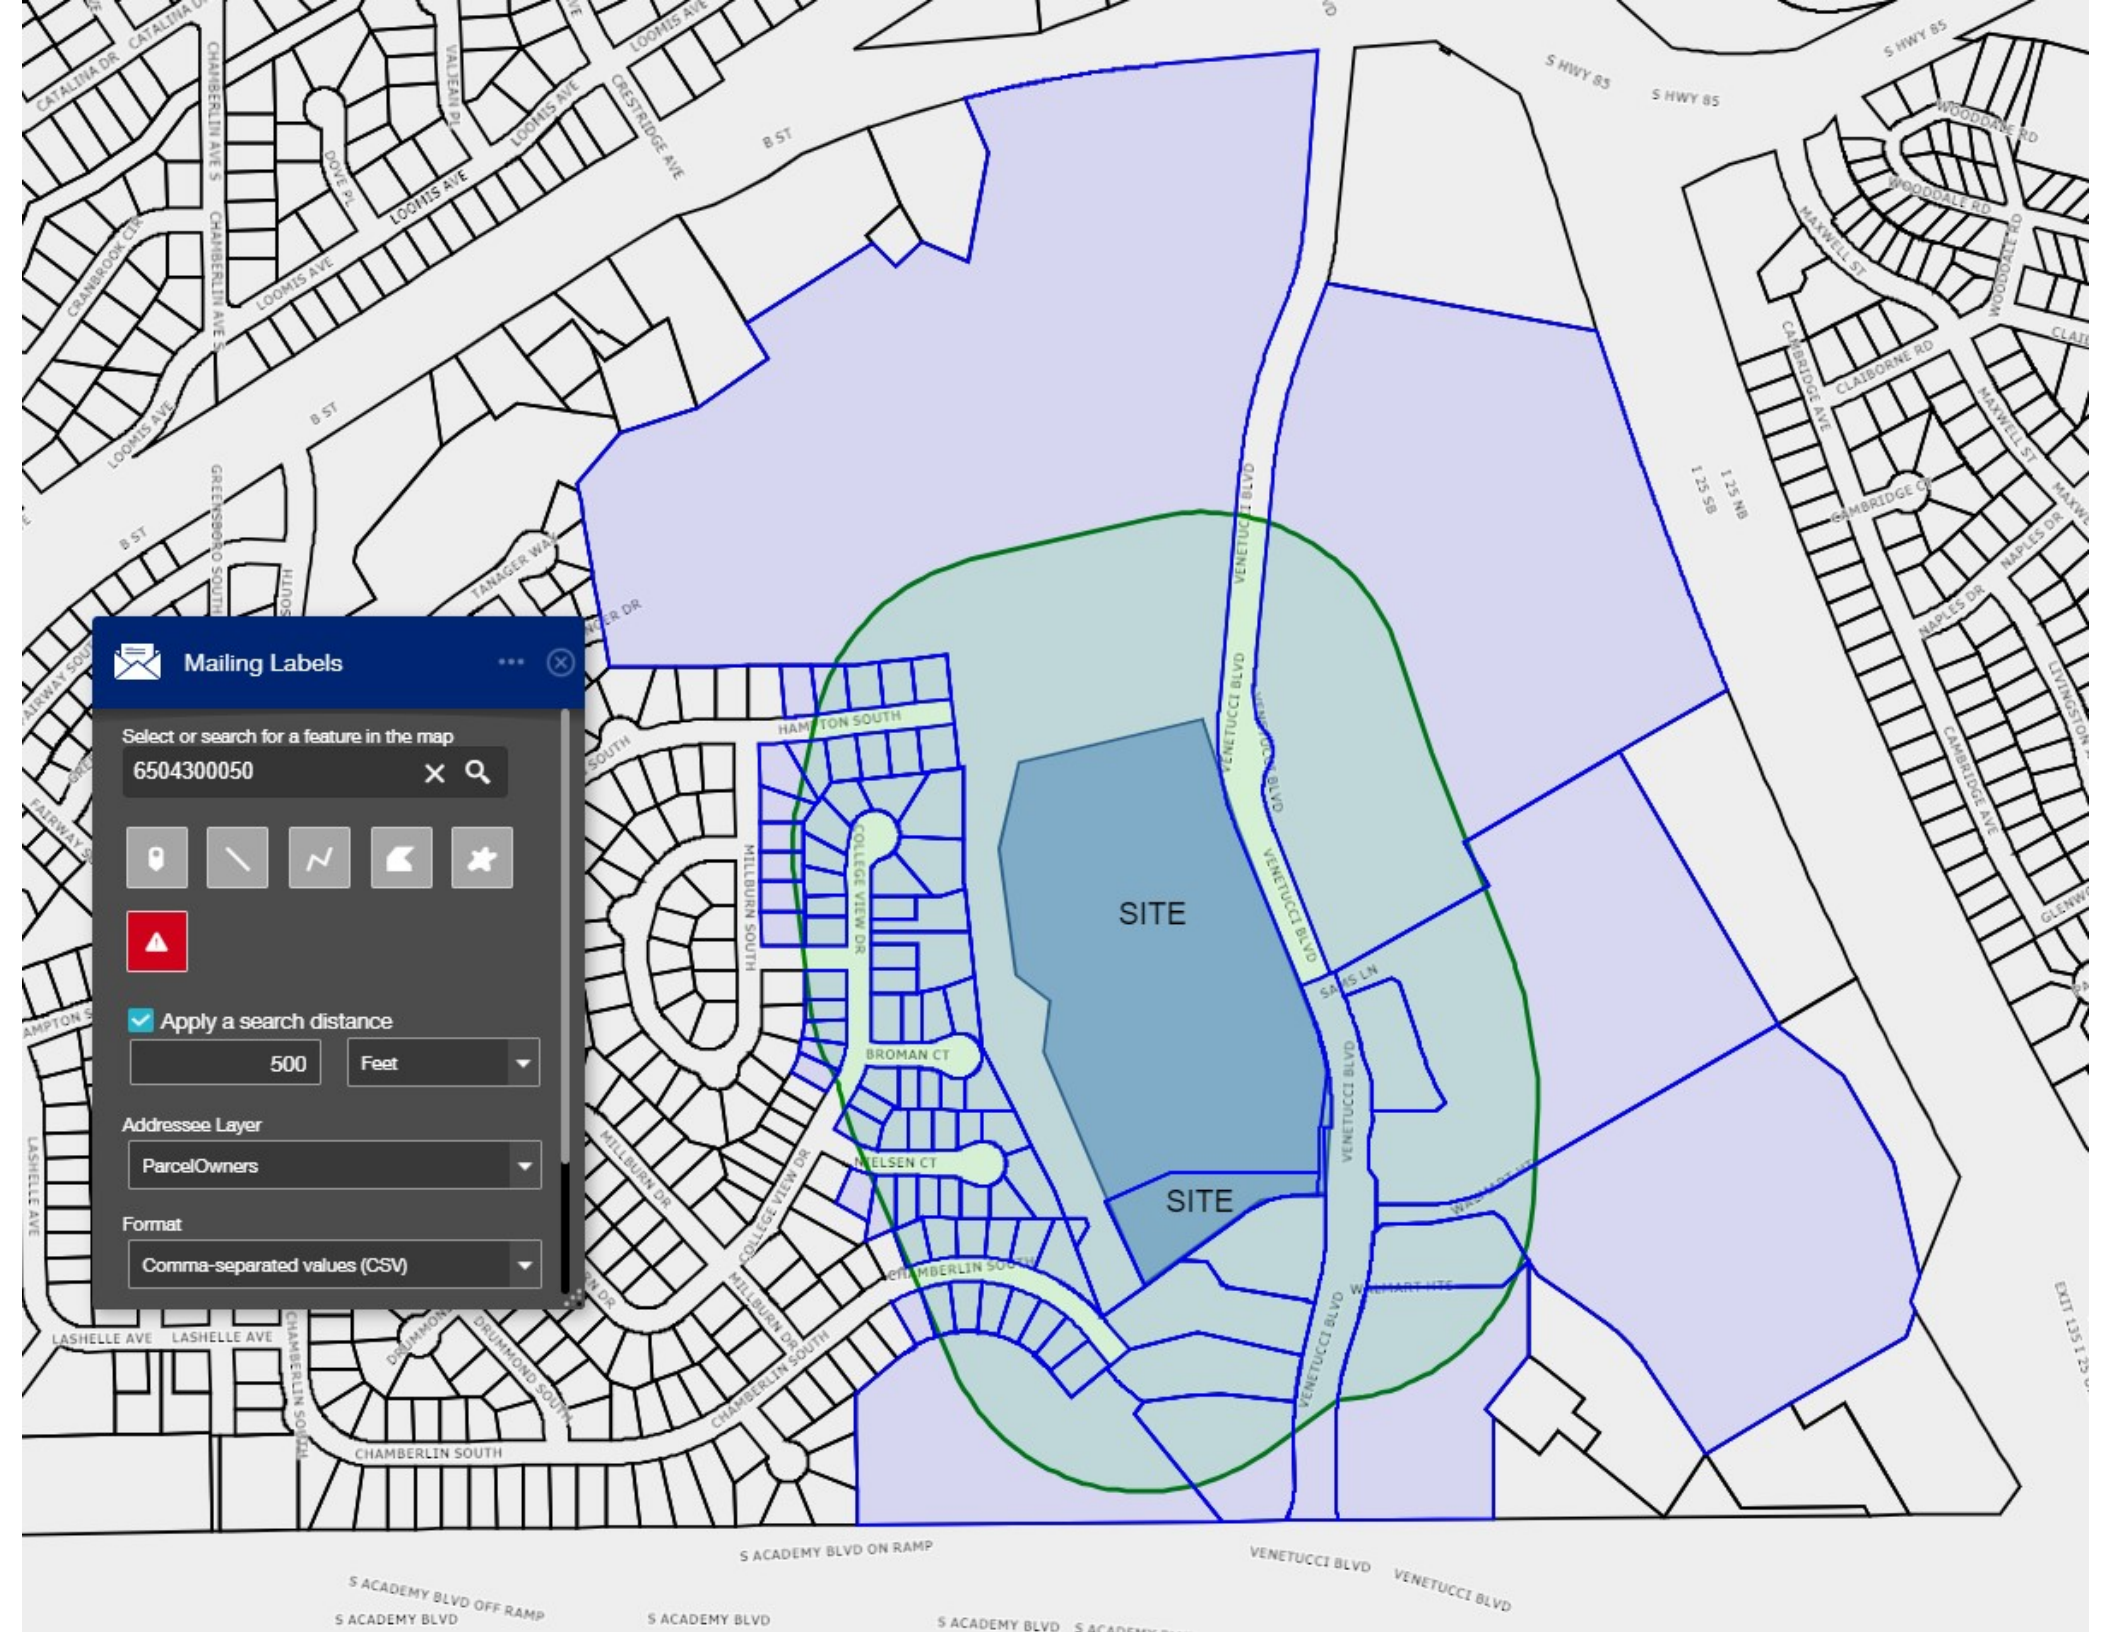 CATALINA DR
CHAMBERLIN AVE S
VALJEAN PL
LOOMIS AVE
LOOMIS AVE
CRESTRIDGE AVE
DOVE PL
LOOMIS AVE
B ST
S HWY 85
S HWY 85
S HWY 85
WOODDALE RD
WOODDALE RD
WOODDALE RD
MAXWELL ST
CRANBROOK CIR
CHAMBERLIN AVE S
LOOMIS AVE
LOOMIS AVE
B ST
CAMBRIDGE AVE
CLAIBORNE RD
MAXWELL ST
CAMBRIDGE CT
NAPLES DR
NAPLES DR
I 25 SB
I 25 NB
GREENSBORO SOUTH
SOUTH
B ST
TANAGER WAY
VENETUCCI BLVD
VENETUCCI BLVD
VENETUCCI BLVD
VENETUCCI BLVD
CAMBRIDGE AVE
HAMPTON SOUTH
SOUTH
MILLBURN SOUTH
COLLEGE VIEW DR
SITE
SAMS LN
VENETUCCI BLVD
BROMAN CT
NIELSEN CT
SITE
WALMART HTS
WALMART HTS
CHAMBERLIN SOUTH
VENETUCCI BLVD
MILLBURN DR
COLLEGE VIEW DR
MILLBURN DR
Mailing Labels
Select or search for a feature in the map
6504300050
Apply a search distance
500 Feet
Addressee Layer
ParcelOwners
Format
Comma-separated values (CSV)
LASHELLE AVE
LASHELLE AVE
LASHELLE AVE
CHAMBERLIN SOUTH
DRUMMOND SOUTH
CHAMBERLIN SOUTH
CHAMBERLIN SOUTH
S ACADEMY BLVD ON RAMP
VENETUCCI BLVD
VENETUCCI BLVD
S ACADEMY BLVD OFF RAMP
S ACADEMY BLVD
S ACADEMY BLVD
S ACADEMY BLVD